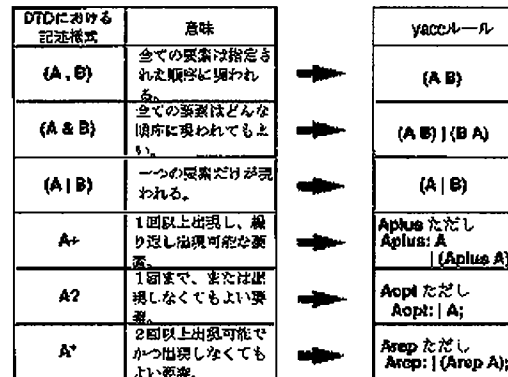 DTDにおける
記述様式
意味
yaccルール
(A , B)
全ての要素は指定さ
れた順序に現われ
る。
(A B)
(A & B)
全ての要素はどんな
順序に現われてもよ
い。
(A B) | (B A)
(A | B)
一つの要素だけが現
われる。
(A | B)
A+
1回以上出現し、繰
り返し出現可能な要
素。
Aplus ただし
Aplus: A
| (Aplus A)
A?
1回まで、または出
現しなくてもよい要
素。
Aopt ただし
Aopt: | A;
A*
2回以上出現可能で
かつ出現しなくても
よい要素。
Arep ただし
Arep: | (Arep A);